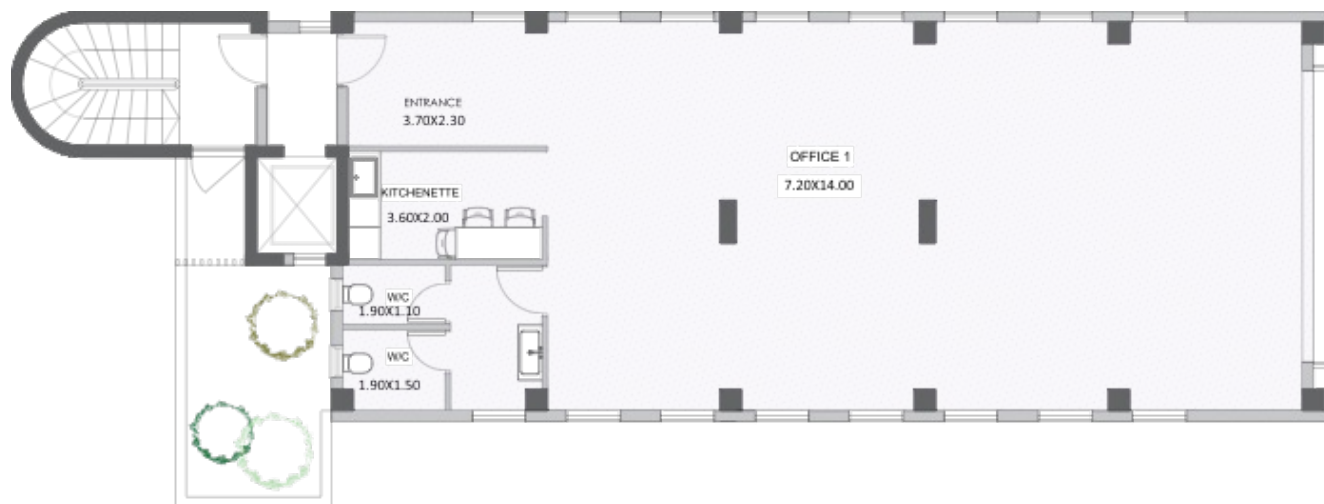 ENTRANCE
3.70X2.30
OFFICE 1
7.20X14.00
KITCHENETTE
3.60X2.00
W/C
1.90X1.10
W/C
1.90X1.50